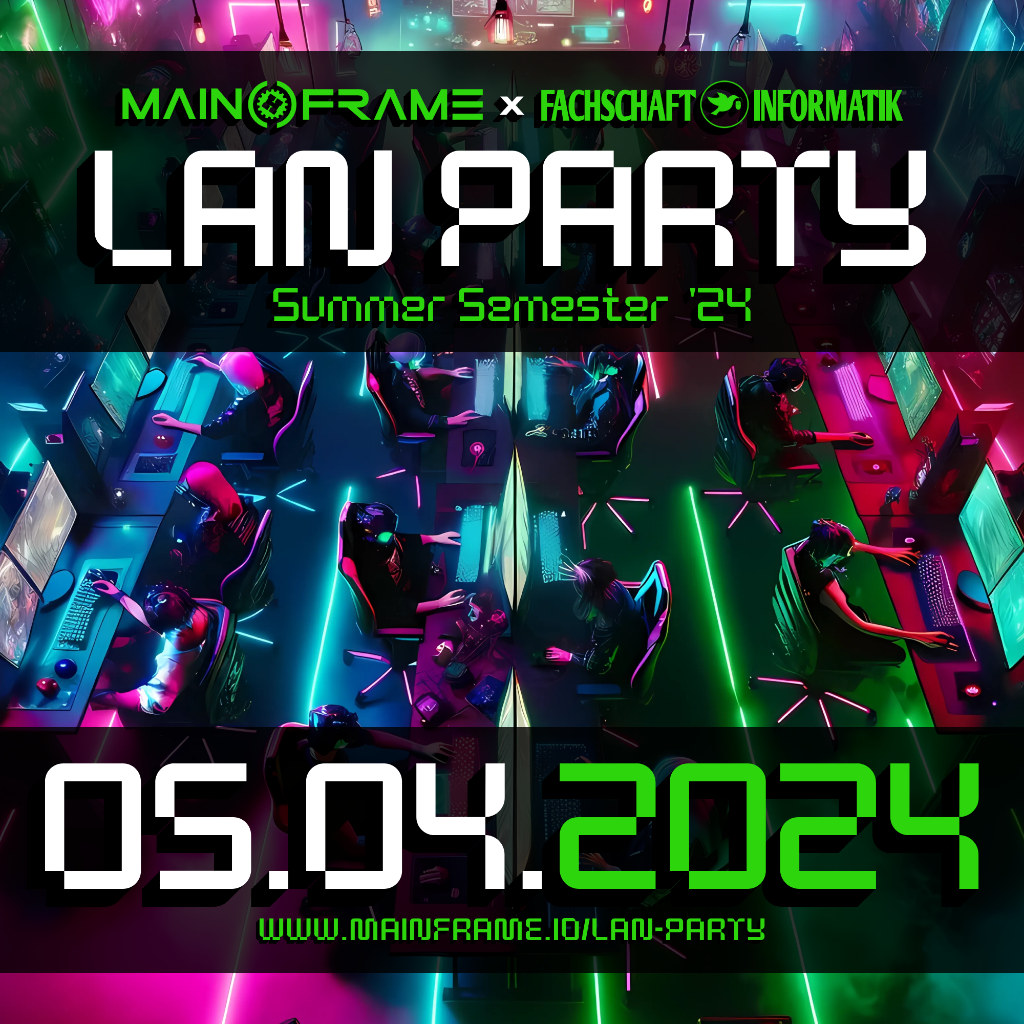 MAINFRAME x FACHSCHAFT INFORMATIK
LAN PARTY
Summer Semester '24
05.04.2024
WWW.MAINFRAME.IO/LAN-PARTY